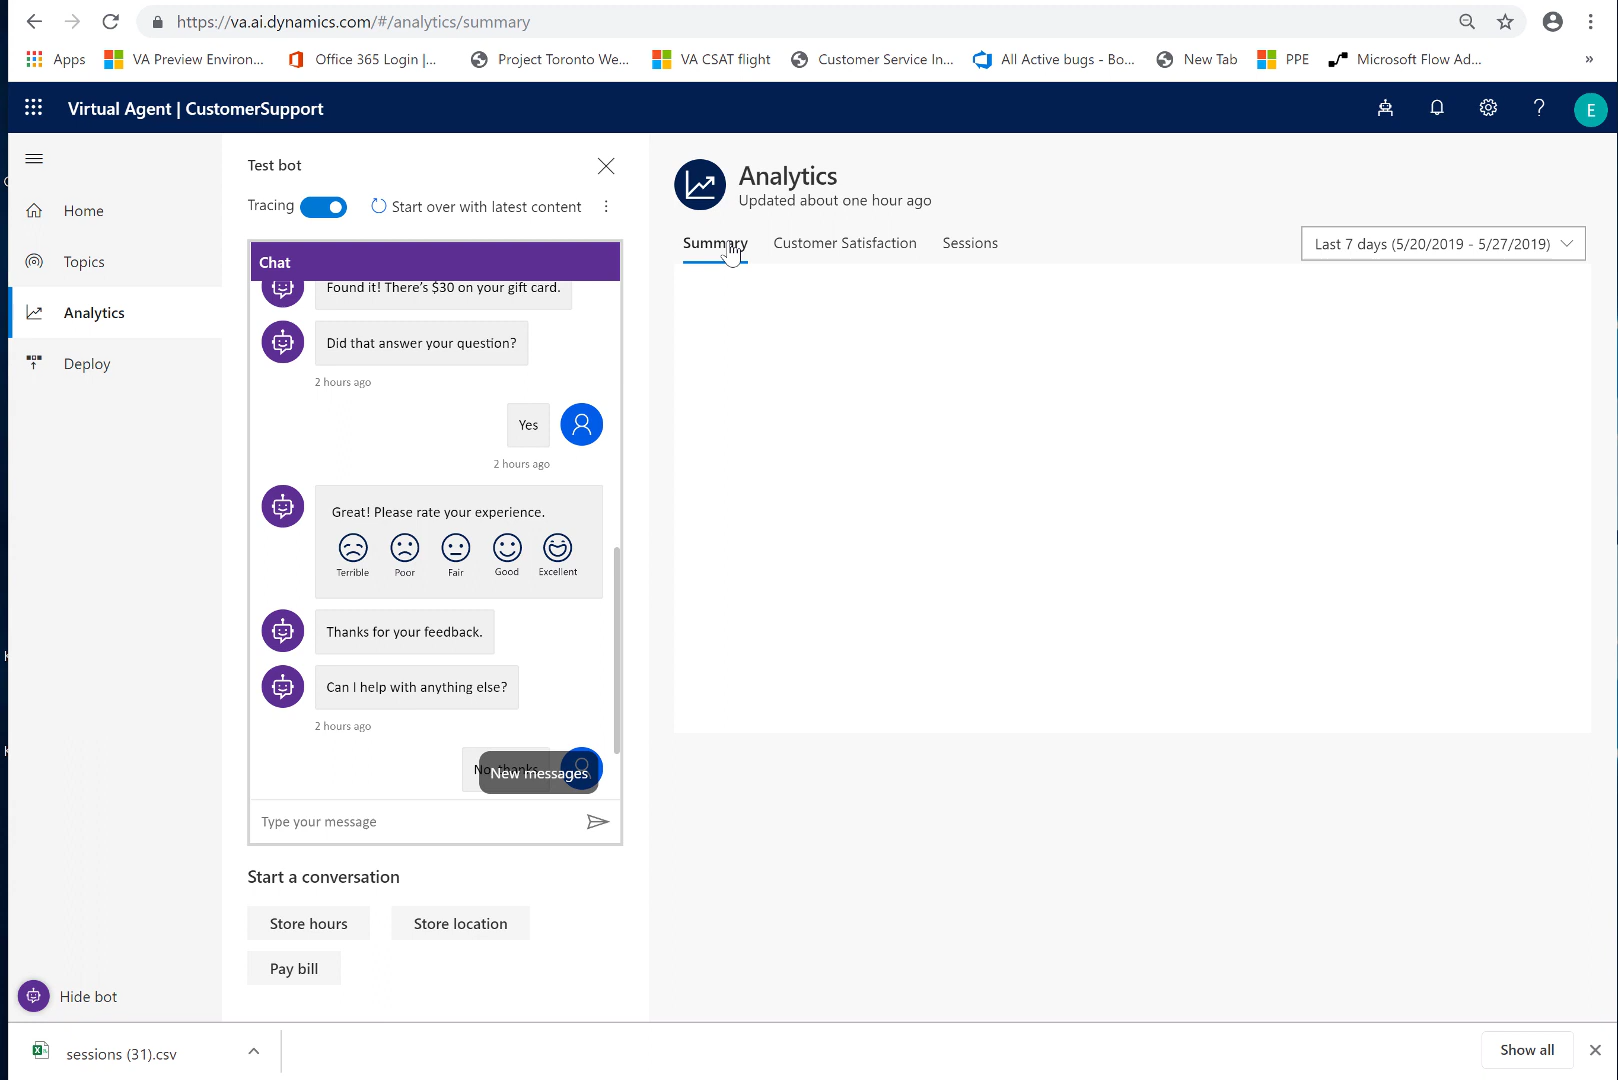 https://va.ai.dynamics.com/#/analytics/summary
Apps
VA Preview Environ...
Office 365 Login |...
Project Toronto We...
VA CSAT flight
Customer Service In...
All Active bugs - Bo...
New Tab
PPE
Microsoft Flow Ad...
»
Virtual Agent | CustomerSupport
?
E
Home
Topics
Analytics
Deploy
Hide bot
Test bot
Tracing
Start over with latest content
Chat
Found it! There's $30 on your gift card.
Did that answer your question?
2 hours ago
Yes
2 hours ago
Great! Please rate your experience.
Terrible
Poor
Fair
Good
Excellent
Thanks for your feedback.
Can I help with anything else?
2 hours ago
No thanks
New messages
Type your message
Start a conversation
Store hours
Store location
Pay bill
Analytics
Updated about one hour ago
Summary
Customer Satisfaction
Sessions
Last 7 days (5/20/2019 - 5/27/2019)
sessions (31).csv
Show all